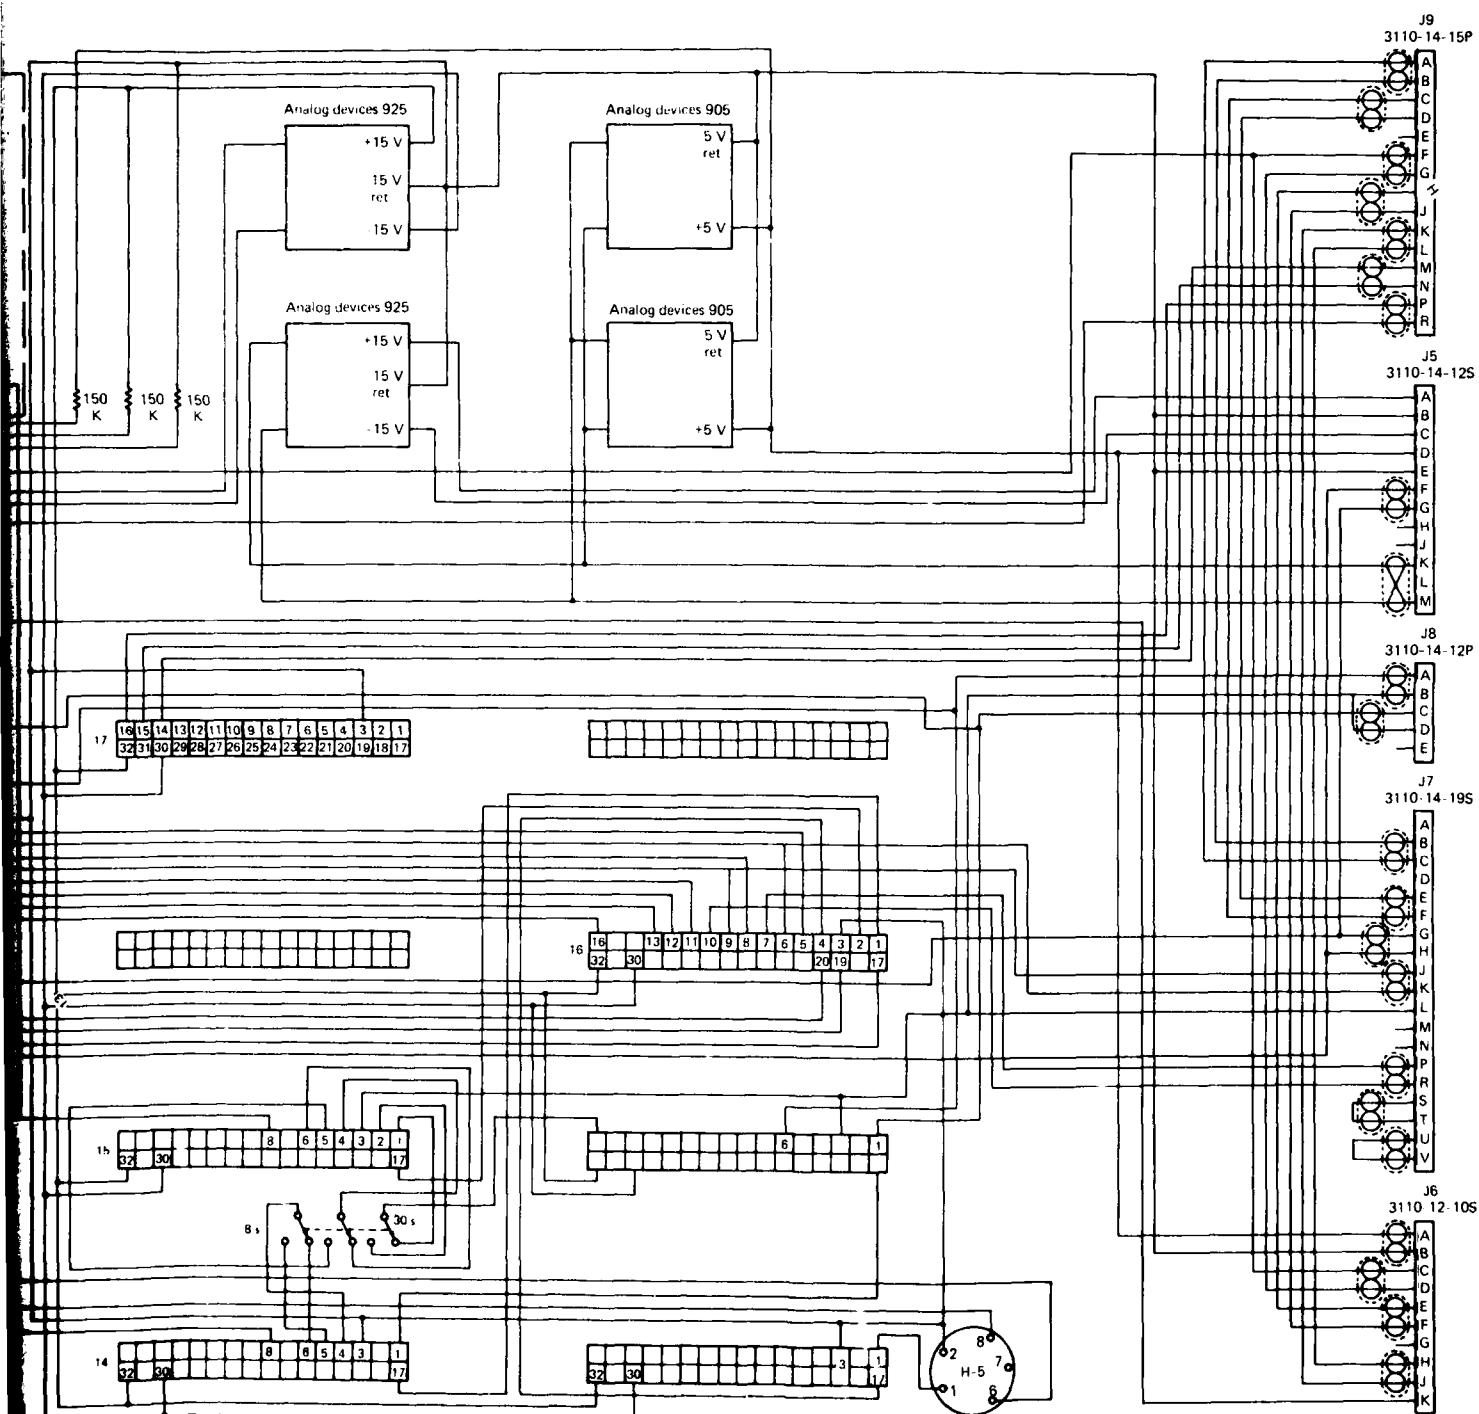 J9
3110-14-15P
A
B
C
D
E
F
G
H
J
K
L
M
N
P
R
Analog devices 925
+15 V
15 V
ret
-15 V
Analog devices 905
5 V
ret
+5 V
Analog devices 925
+15 V
15 V
ret
-15 V
Analog devices 905
5 V
ret
+5 V
150
K
150
K
150
K
J5
3110-14-12S
A
B
C
D
E
F
G
H
J
K
L
M
J8
3110-14-12P
A
B
C
D
E
17
16 15 14 13 12 11 10 9 8 7 6 5 4 3 2 1
32 31 30 29 28 27 26 25 24 23 22 21 20 19 18 17
J7
3110-14-19S
A
B
C
D
E
F
G
H
J
K
L
M
N
P
R
S
T
U
V
16
16 13 12 11 10 9 8 7 6 5 4 3 2 1
32 30 20 19 17
15
8 6 5 4 3 2 1
32 30 17
6 1
8 s
30 s
J6
3110-12-10S
A
B
C
D
E
F
G
H
J
K
14
8 6 5 4 3 1
32 30 17
3 1
32 30 17
H-5
8
2
7
1
6